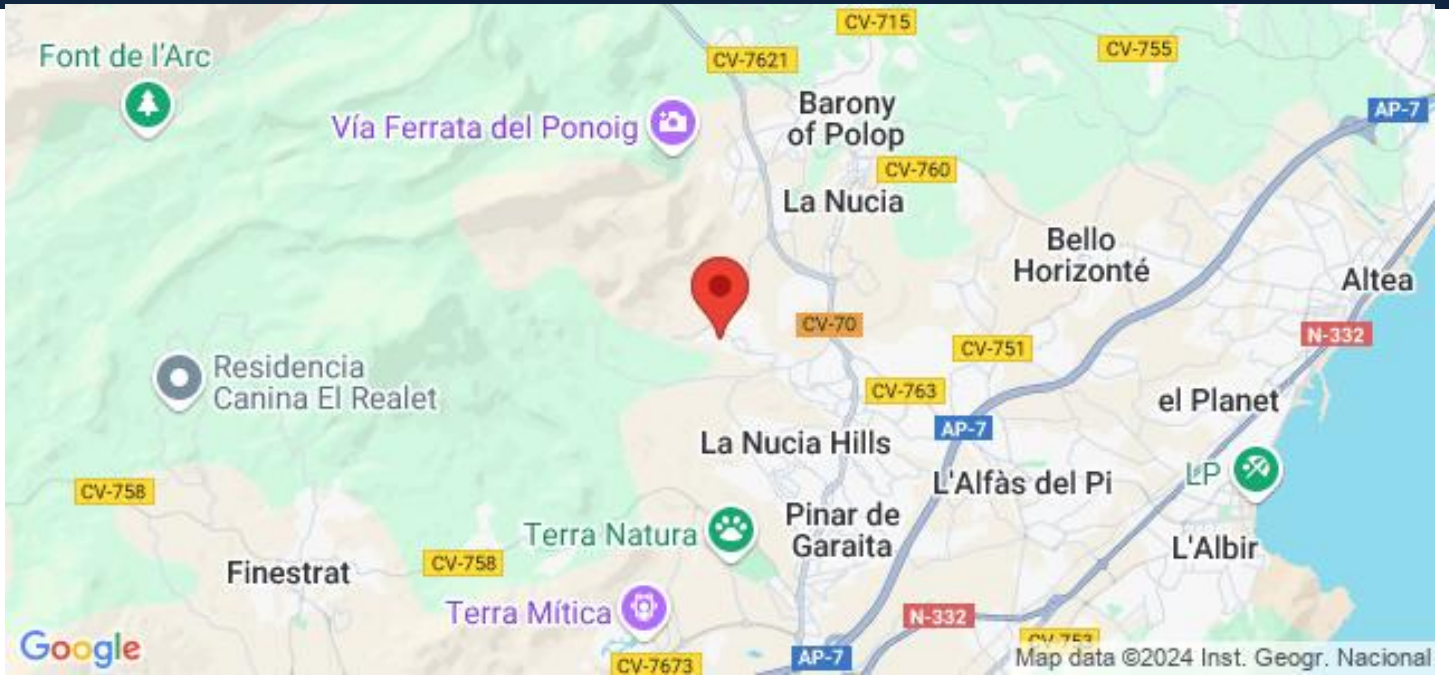 CV-715
Font de l'Arc
CV-7621
CV-755
Barony
of Polop
AP-7
Vía Ferrata del Ponoig
CV-760
La Nucia
Bello
Horizonté
Altea
CV-70
N-332
CV-751
Residencia
Canina El Realet
CV-763
el Planet
AP-7
La Nucia Hills
L'Alfàs del Pi
LP
CV-758
Pinar de
Garaita
Terra Natura
L'Albir
Finestrat
CV-758
Terra Mítica
N-332
CV-753
Google
CV-7673
AP-7
Map data ©2024 Inst. Geogr. Nacional